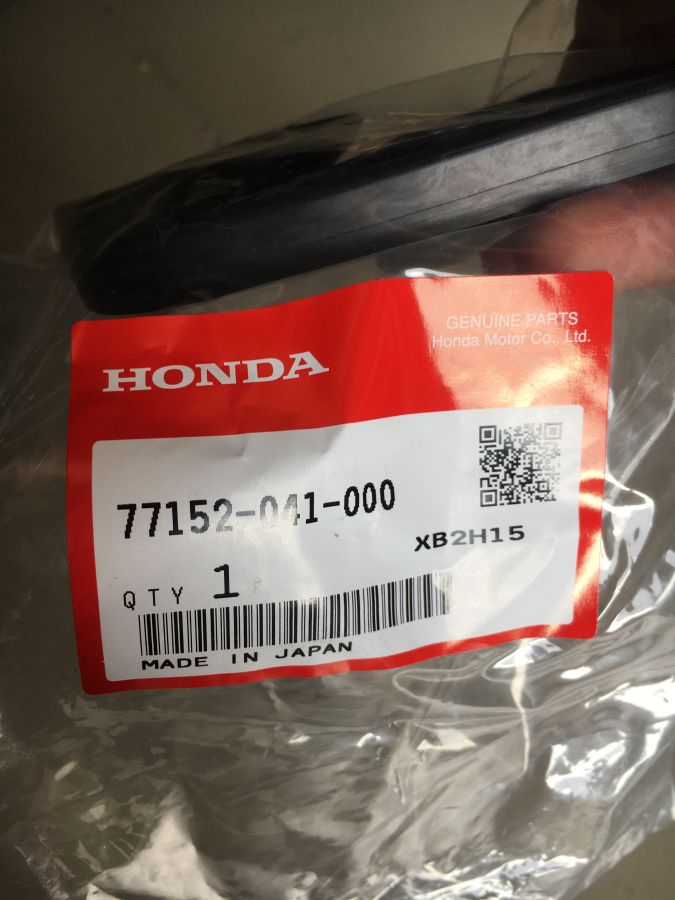 GENUINE PARTS
Honda Motor Co., Ltd.
HONDA
77152-041-000
XB2H15
QTY 1
MADE IN JAPAN